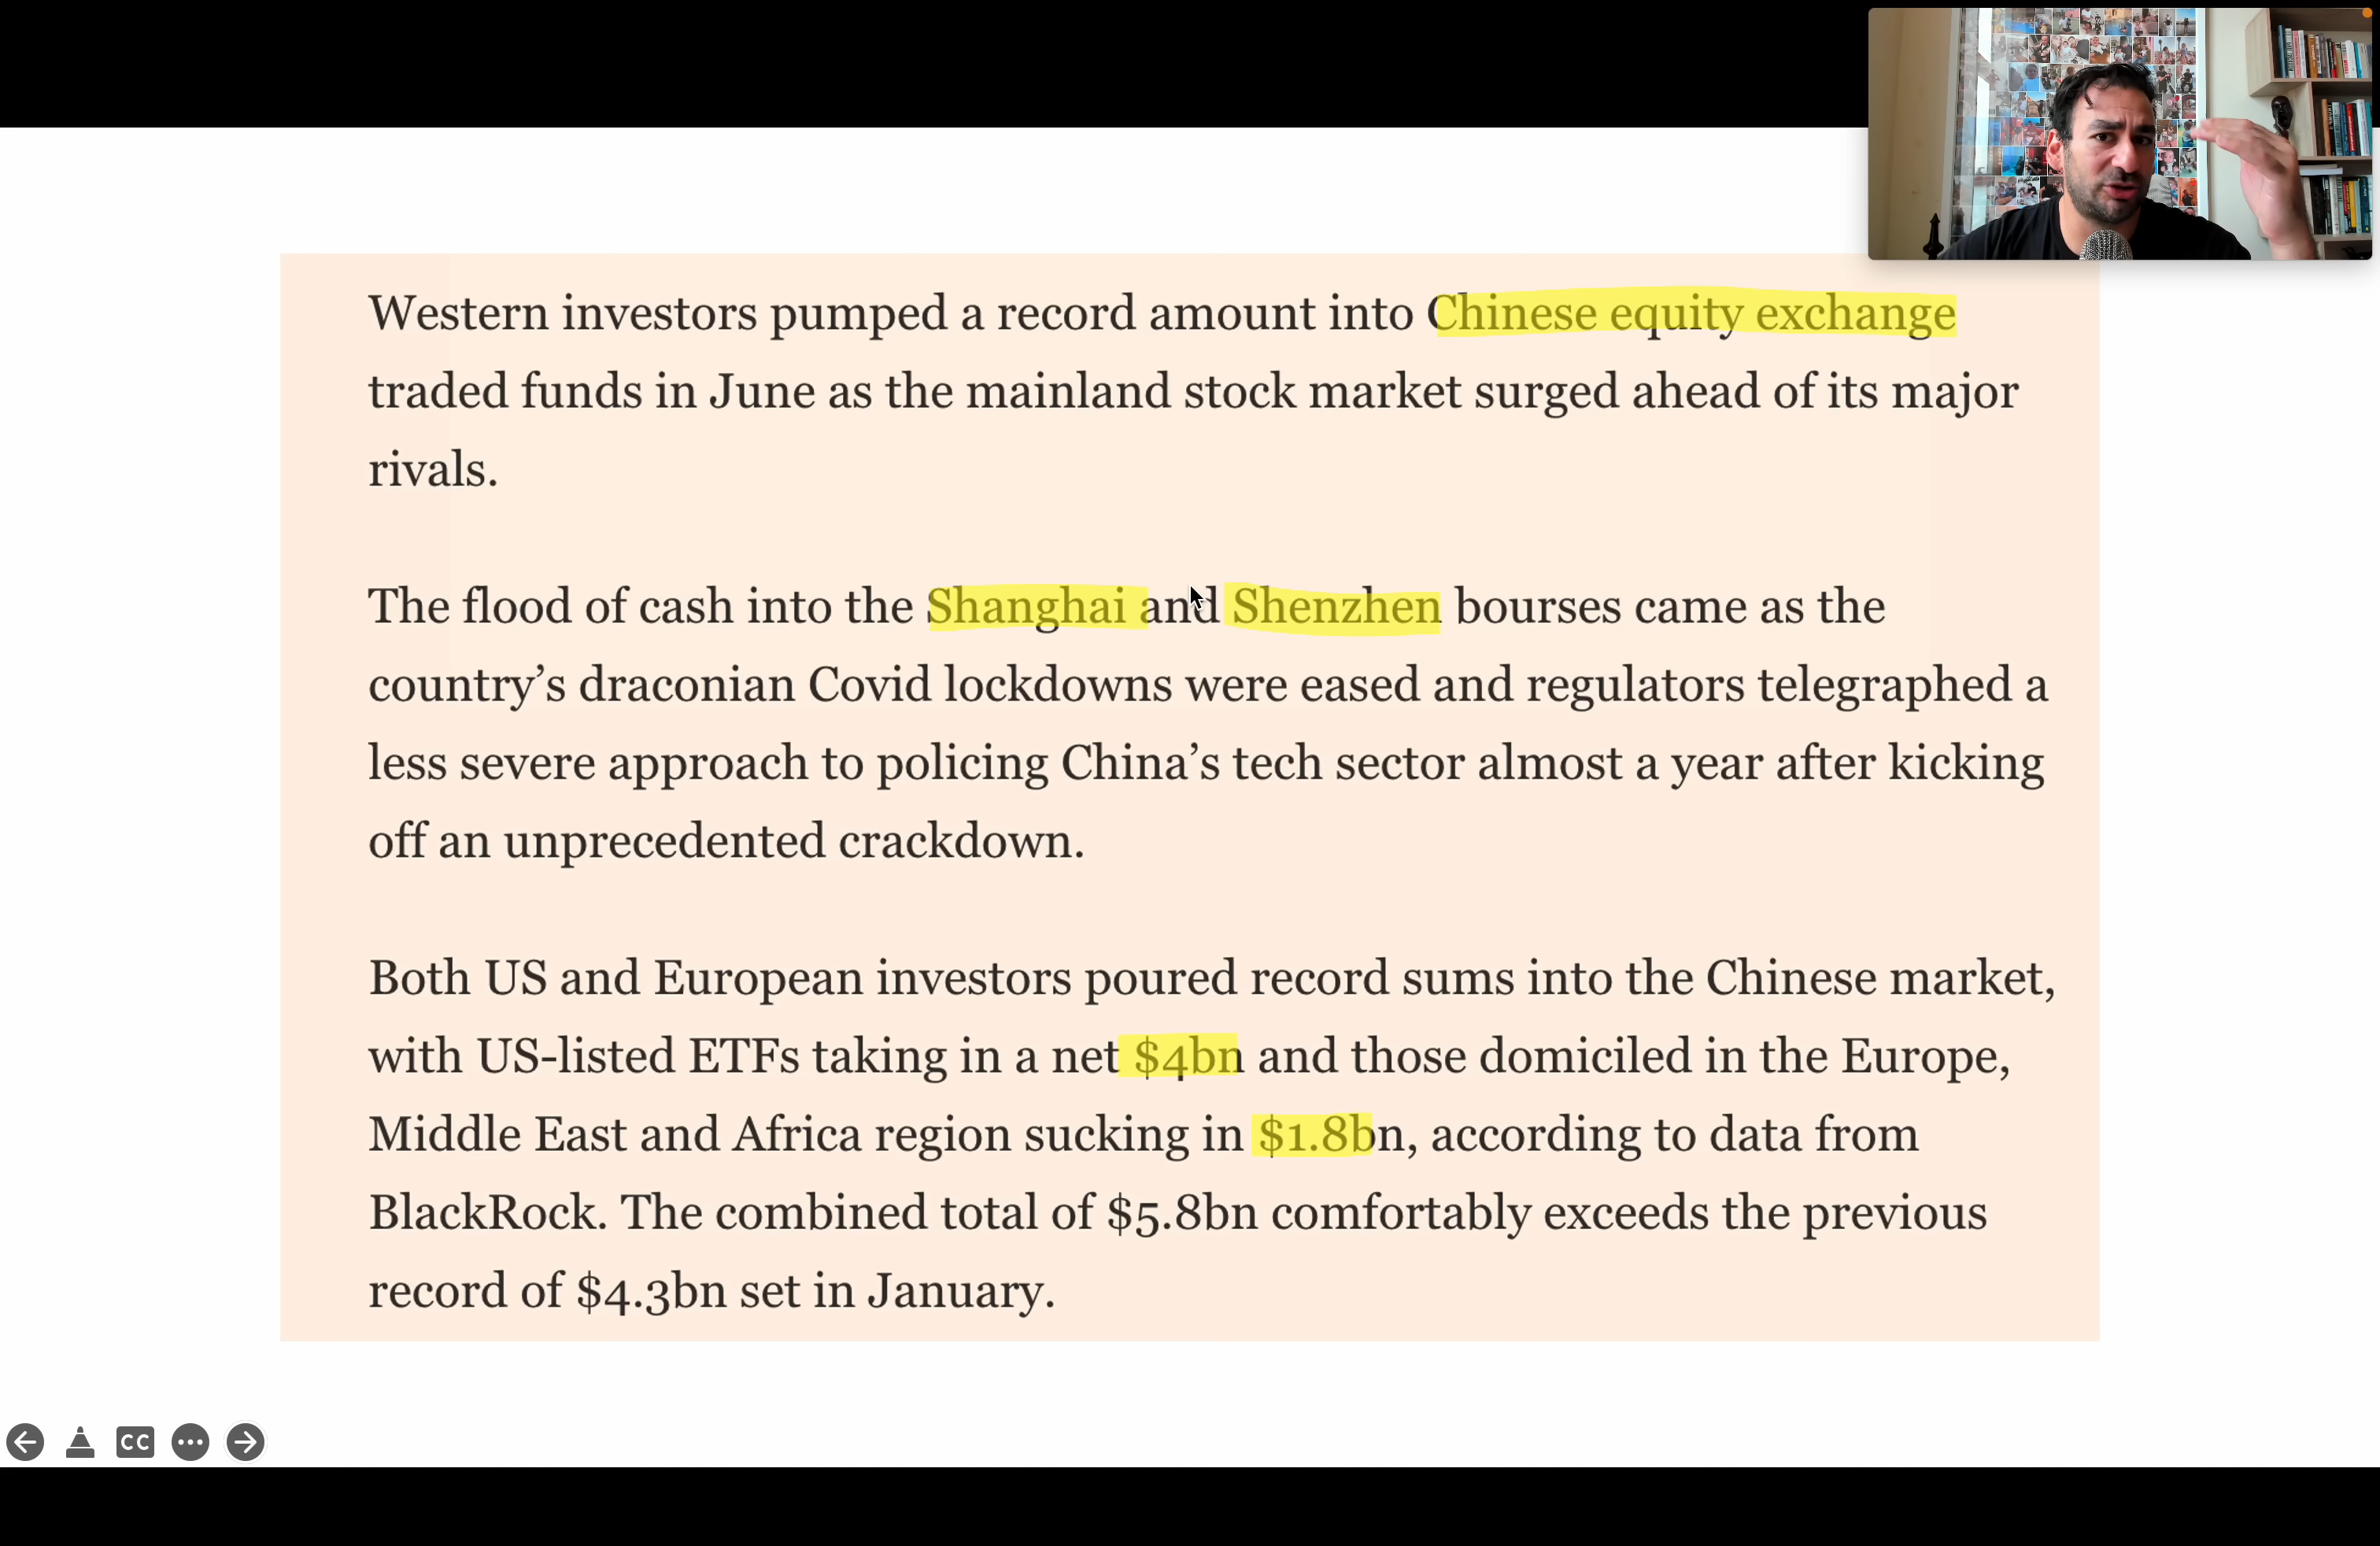 Western investors pumped a record amount into Chinese equity exchange
traded funds in June as the mainland stock market surged ahead of its major
rivals.
The flood of cash into the Shanghai and Shenzhen bourses came as the
country’s draconian Covid lockdowns were eased and regulators telegraphed a
less severe approach to policing China’s tech sector almost a year after kicking
off an unprecedented crackdown.
Both US and European investors poured record sums into the Chinese market,
with US-listed ETFs taking in a net $4bn and those domiciled in the Europe,
Middle East and Africa region sucking in $1.8bn, according to data from
BlackRock. The combined total of $5.8bn comfortably exceeds the previous
record of $4.3bn set in January.
CC